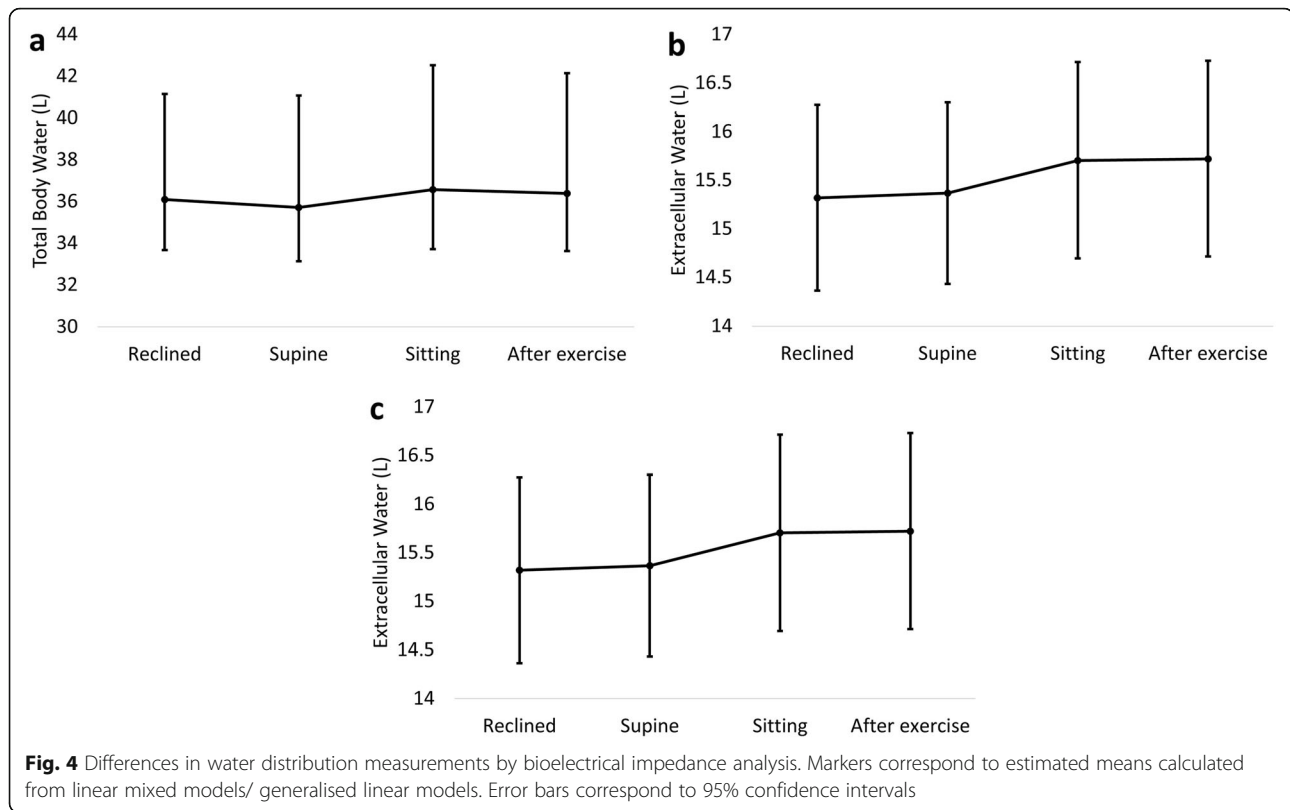 a
44
42
40
38
36
34
32
30
Total Body Water (L)
Reclined Supine Sitting After exercise
b
17
16.5
16
15.5
15
14.5
14
Extracellular Water (L)
Reclined Supine Sitting After exercise
c
17
16.5
16
15.5
15
14.5
14
Extracellular Water (L)
Reclined Supine Sitting After exercise
Fig. 4 Differences in water distribution measurements by bioelectrical impedance analysis. Markers correspond to estimated means calculated
from linear mixed models/ generalised linear models. Error bars correspond to 95% confidence intervals